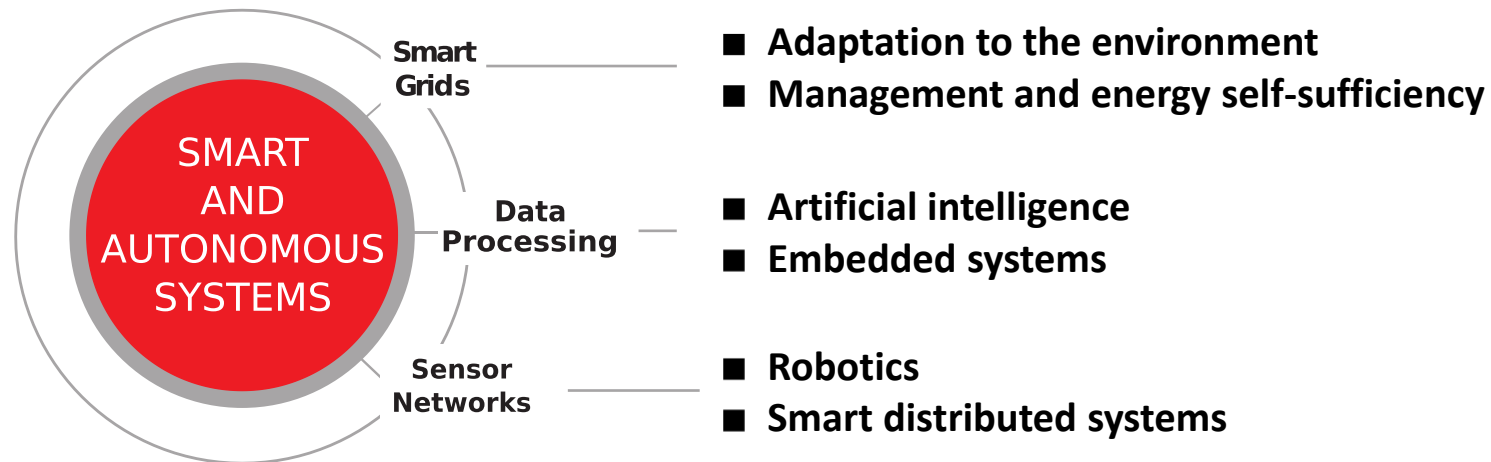 SMART
AND
AUTONOMOUS
SYSTEMS
Smart
Grids
■ Adaptation to the environment
■ Management and energy self-sufficiency
Data
Processing
■ Artificial intelligence
■ Embedded systems
Sensor
Networks
■ Robotics
■ Smart distributed systems